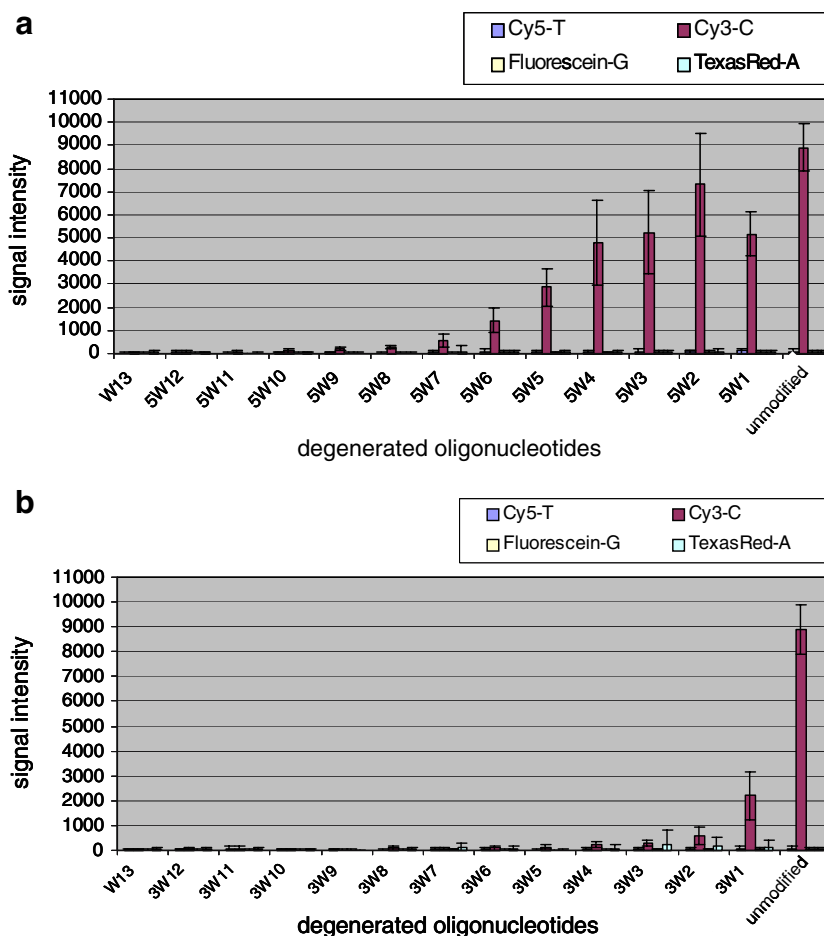 a
Cy5-T Cy3-C
Fluorescein-G TexasRed-A
11000
10000
9000
8000
7000
6000
5000
4000
3000
2000
1000
0
signal intensity
W13 5W12 5W11 5W10 5W9 5W8 5W7 5W6 5W5 5W4 5W3 5W2 5W1 unmodified
degenerated oligonucleotides
b
Cy5-T Cy3-C
Fluorescein-G TexasRed-A
11000
10000
9000
8000
7000
6000
5000
4000
3000
2000
1000
0
signal intensity
W13 3W12 3W11 3W10 3W9 3W8 3W7 3W6 3W5 3W4 3W3 3W2 3W1 unmodified
degenerated oligonucleotides